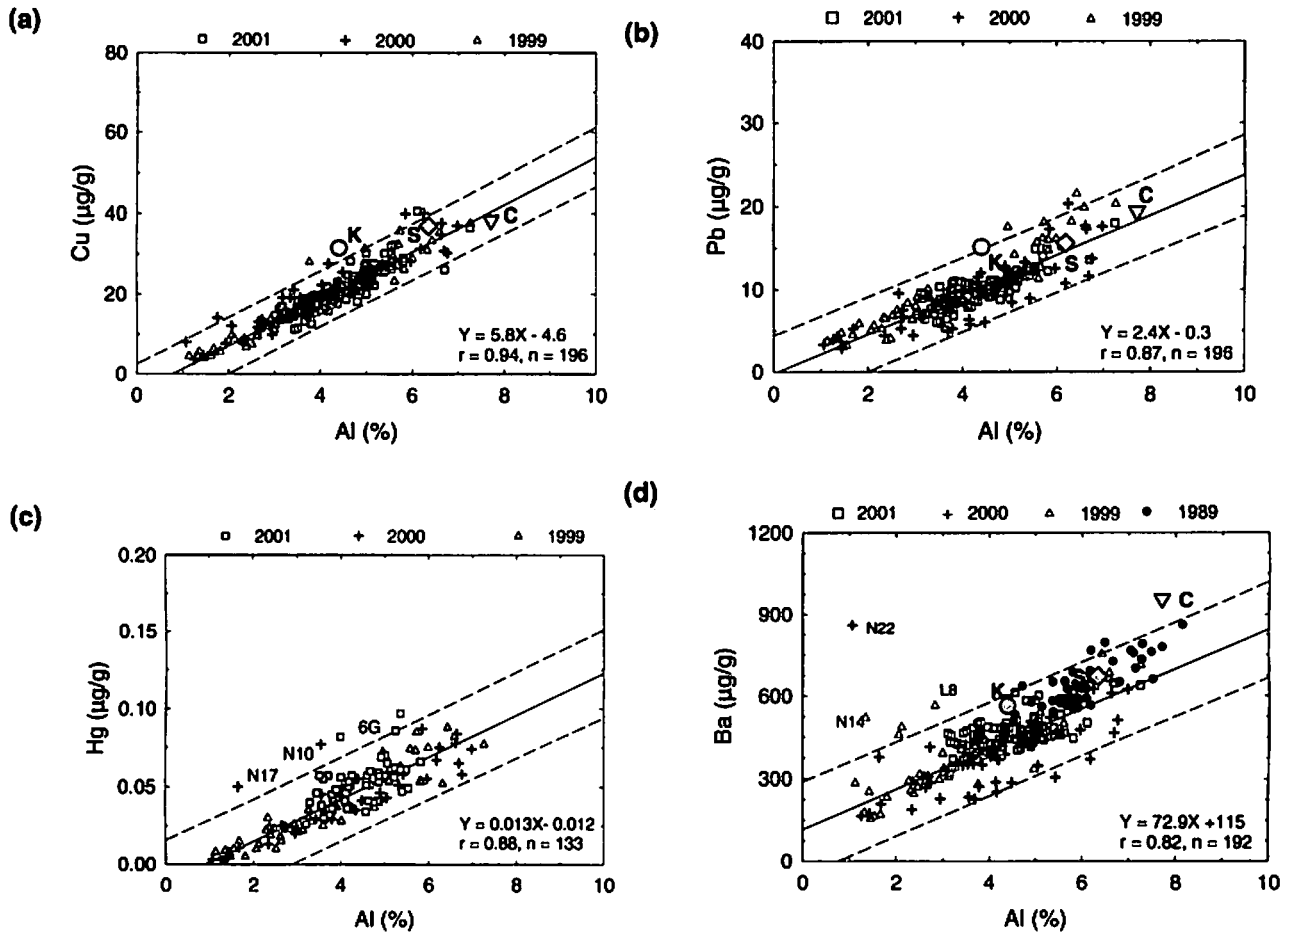 (a)
2001 2000 1999
80
60
40
20
0
Cu (µg/g)
K
S
C
Y = 5.8X - 4.6
r = 0.94, n = 196
0 2 4 6 8 10
Al (%)
(b)
2001 2000 1999
40
30
20
10
0
Pb (µg/g)
C
K
S
Y = 2.4X - 0.3
r = 0.87, n = 196
0 2 4 6 8 10
Al (%)
(c)
2001 2000 1999
0.20
0.15
0.10
0.05
0.00
Hg (µg/g)
6G
N10
N17
Y = 0.013X- 0.012
r = 0.88, n = 133
0 2 4 6 8 10
Al (%)
(d)
2001 2000 1999 1989
1200
900
600
300
0
Ba (µg/g)
C
N22
S
K
L8
N14
Y = 72.9X +115
r = 0.82, n = 192
0 2 4 6 8 10
Al (%)